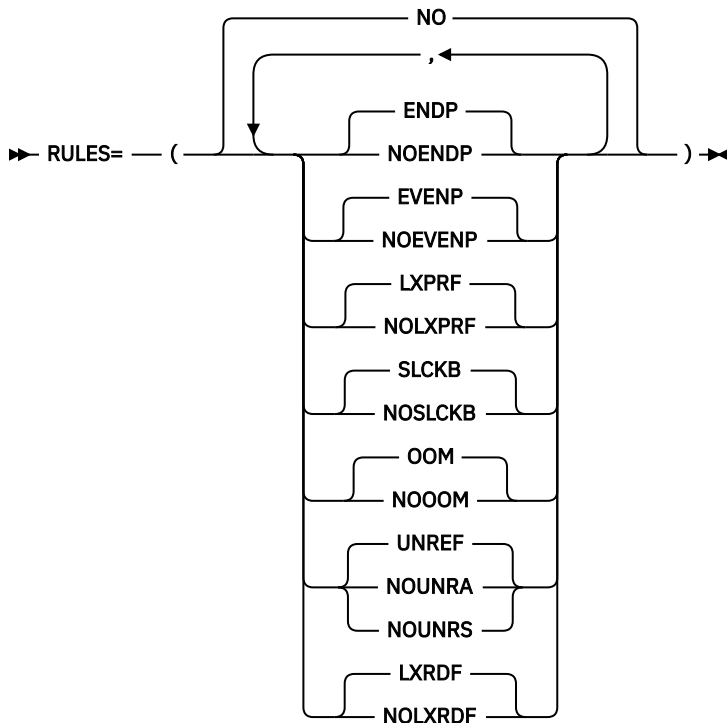 NO
,
ENDP
RULES= ( NOENDP )
EVENP
NOEVENP
LXPRF
NOLXPRF
SLCKB
NOSLCKB
OOM
NOOOM
UNREF
NOUNRA
NOUNRS
LXRDF
NOLXRDF